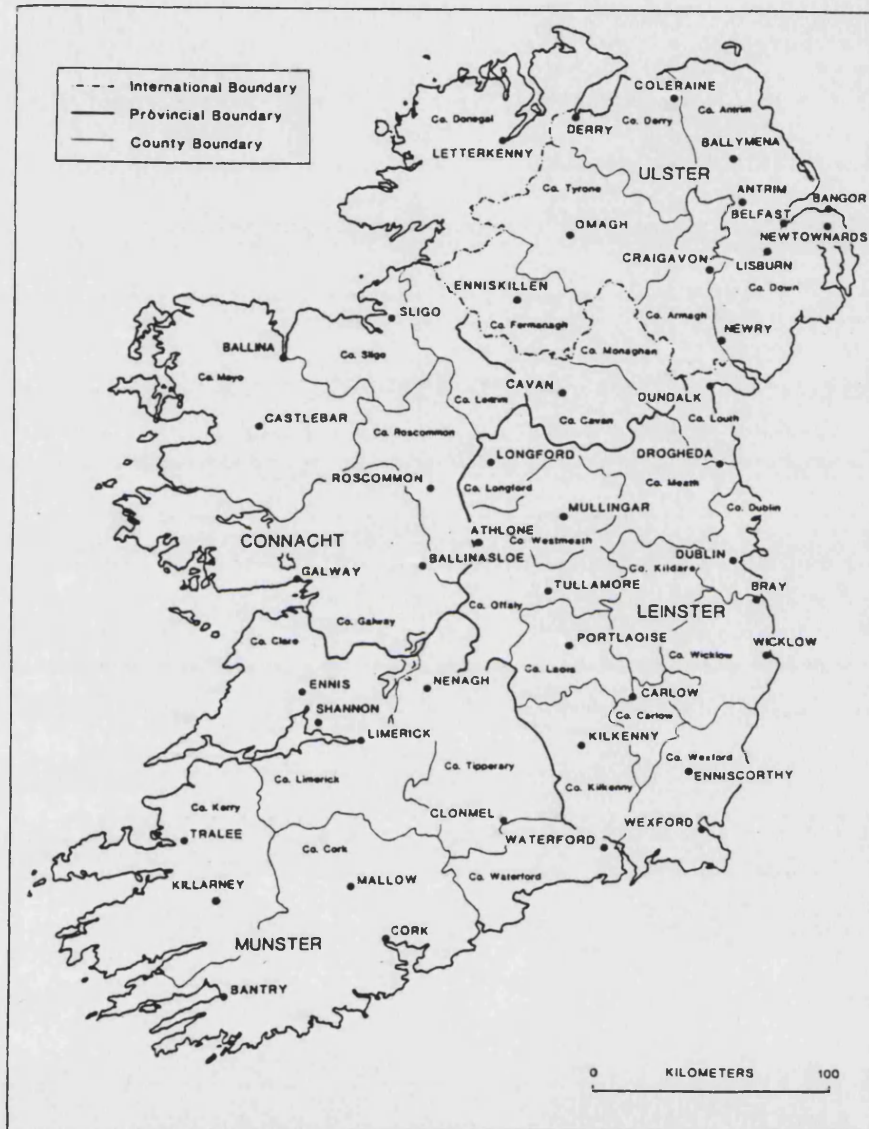 International Boundary
Provincial Boundary
County Boundary
COLERAINE
Co. Donegal
Co. Antrim
DERRY
Co. Derry
LETTERKENNY
BALLYMENA
ULSTER
Co. Tyrone
ANTRIM
BANGOR
BELFAST
OMAGH
NEWTOWNARDS
CRAIGAVON
LISBURN
ENNISKILLEN
Co. Down
SLIGO
Co. Fermanagh
Co. Armagh
NEWRY
BALLINA
Co. Sligo
Co. Monaghan
Co. Mayo
CAVAN
DUNDALK
Co. Leitrim
Co. Cavan
Co. Louth
CASTLEBAR
Co. Roscommon
LONGFORD
DROGHEDA
ROSCOMMON
Co. Longford
Co. Meath
MULLINGAR
Co. Dublin
ATHLONE
CONNACHT
Co. Westmeath
BALLINASLOE
DUBLIN
GALWAY
Co. Kildare
TULLAMORE
BRAY
Co. Offaly
LEINSTER
Co. Galway
Co. Clare
PORTLAOISE
WICKLOW
Co. Wicklow
Co. Laois
ENNIS
NENAGH
CARLOW
SHANNON
Co. Carlow
LIMERICK
KILKENNY
Co. Wexford
Co. Tipperary
ENNISCORTHY
Co. Limerick
Co. Kilkenny
Co. Kerry
CLONMEL
WEXFORD
TRALEE
WATERFORD
Co. Cork
Co. Waterford
KILLARNEY
MALLOW
CORK
MUNSTER
BANTRY
0 KILOMETERS 100